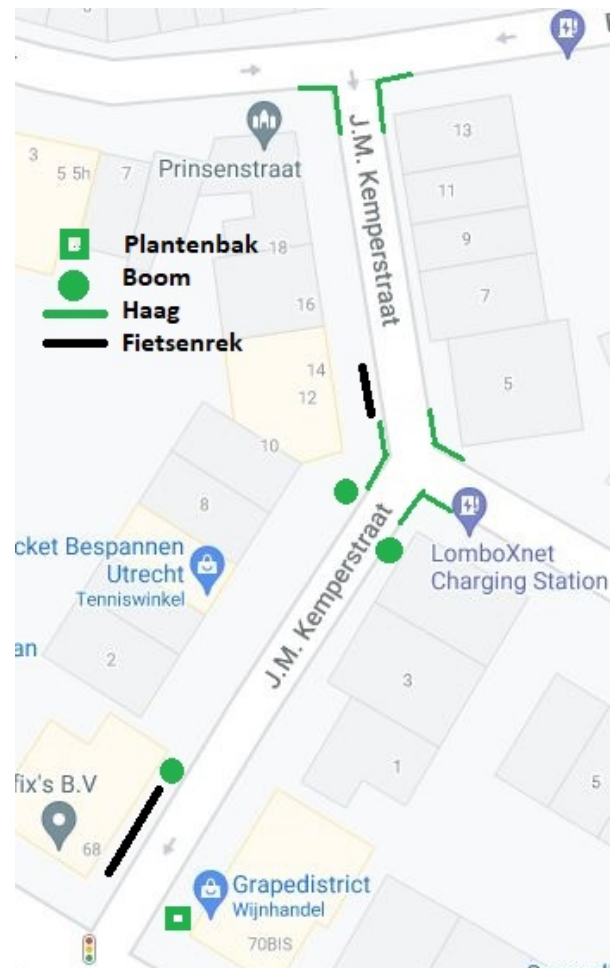 J.M. Kemperstraat
Prinsenstraat
13
3
5 5h
7
11
Plantenbak
18
9
Boom
Haag
16
7
Fietsenrek
14
12
5
10
8
cket Bespannen
Utrecht
Tenniswinkel
LomboXnet
Charging Station
J.M. Kemperstraat
an
2
3
1
5
fix's B.V
68
Grapedistrict
Wijnhandel
70BIS